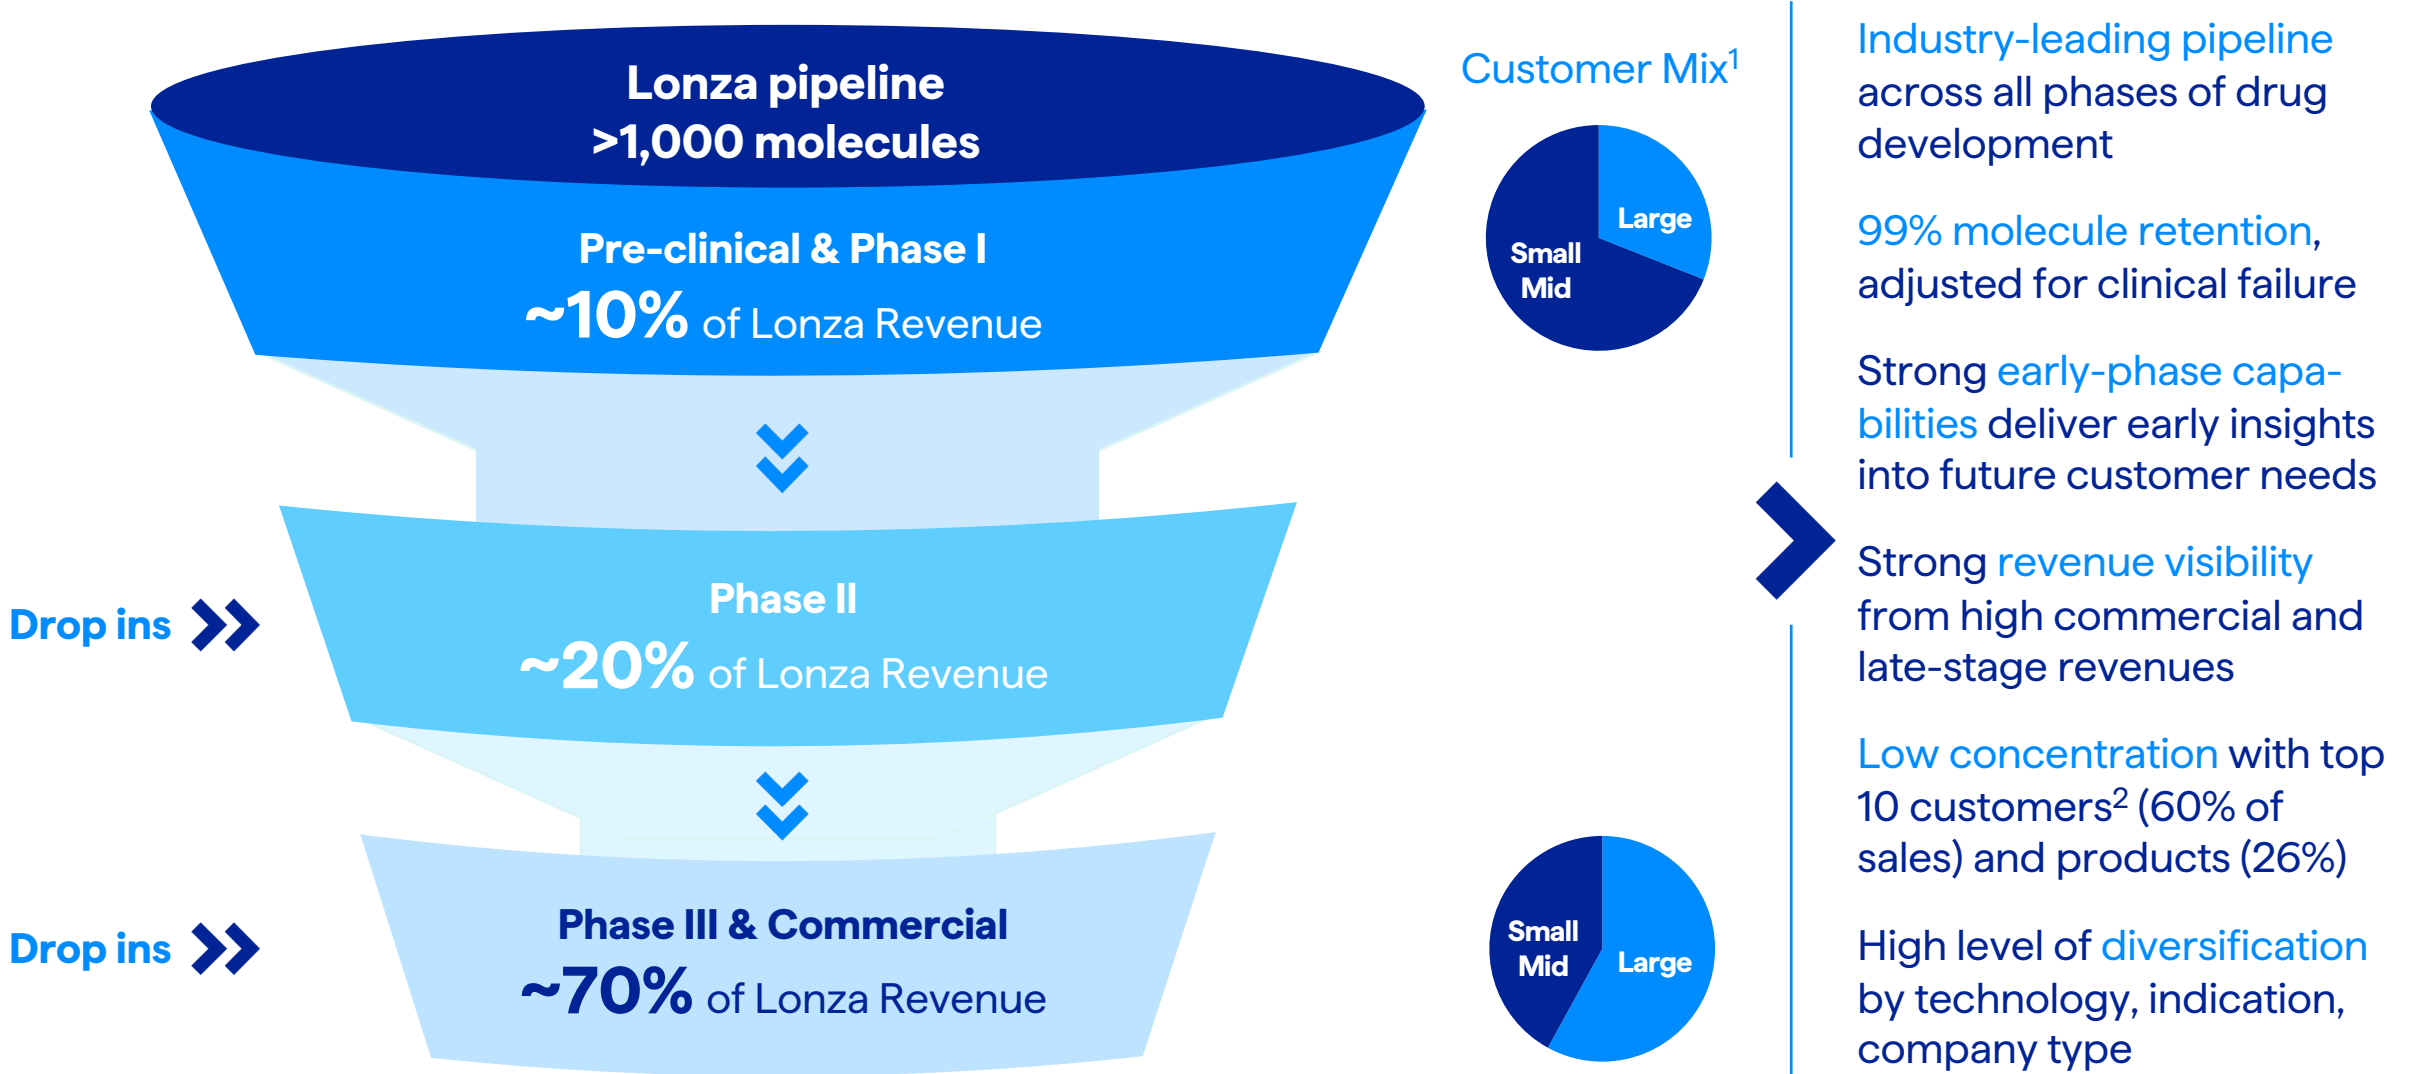 Lonza pipeline
>1,000 molecules
Pre-clinical & Phase I
~10% of Lonza Revenue
Drop ins
Phase II
~20% of Lonza Revenue
Drop ins
Phase III & Commercial
~70% of Lonza Revenue
Customer Mix¹
Large
Small
Mid
Small
Mid
Large
Industry-leading pipeline
across all phases of drug
development
99% molecule retention,
adjusted for clinical failure
Strong early-phase capa-
bilities deliver early insights
into future customer needs
Strong revenue visibility
from high commercial and
late-stage revenues
Low concentration with top
10 customers² (60% of
sales) and products (26%)
High level of diversification
by technology, indication,
company type